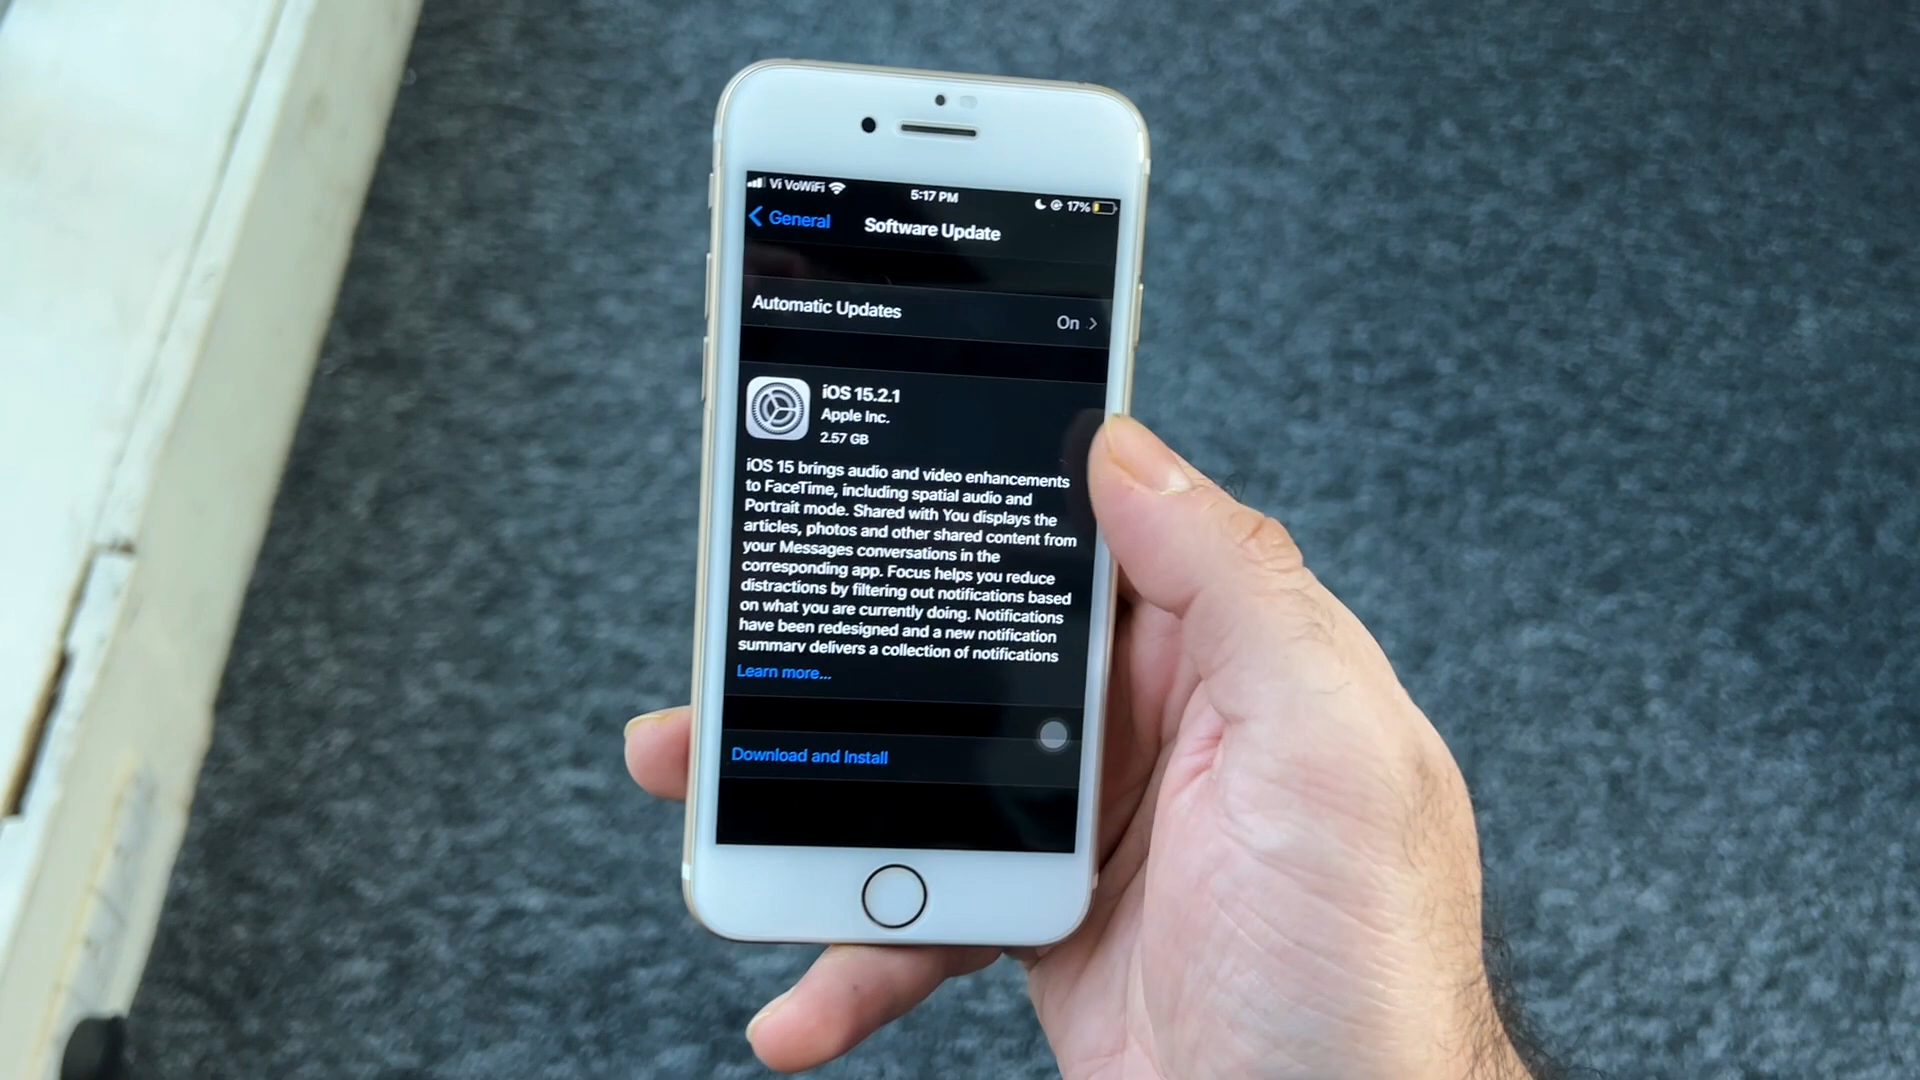 Vi VoWiFi 5:17 PM 17%
General Software Update
Automatic Updates On
iOS 15.2.1
Apple Inc.
2.57 GB
iOS 15 brings audio and video enhancements
to FaceTime, including spatial audio and
Portrait mode. Shared with You displays the
articles, photos and other shared content from
your Messages conversations in the
corresponding app. Focus helps you reduce
distractions by filtering out notifications based
on what you are currently doing. Notifications
have been redesigned and a new notification
summary delivers a collection of notifications
Learn more...
Download and Install